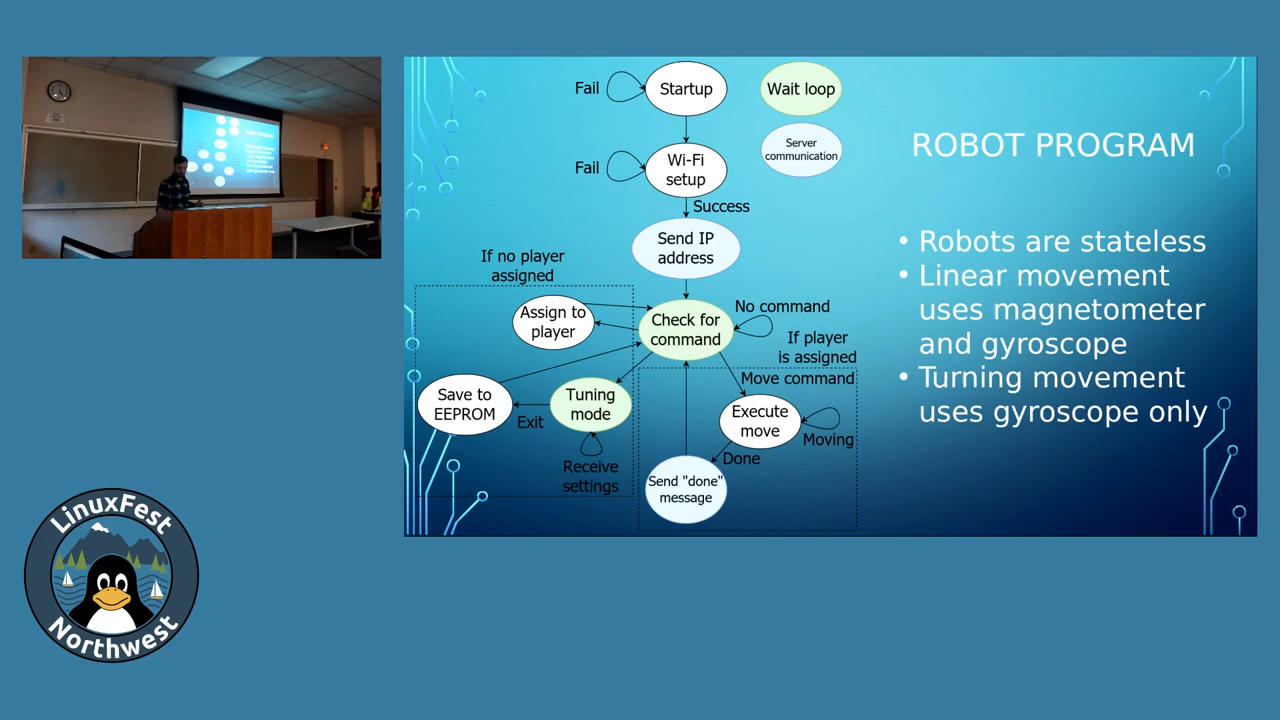 Fail
Startup
Wait loop
Fail
Wi-Fi
setup
Server
communication
Success
Send IP
address
If no player
assigned
Assign to
player
Check for
command
No command
If player
is assigned
Move command
Save to
EEPROM
Exit
Tuning
mode
Receive
settings
Execute
move
Moving
Done
Send "done"
message
ROBOT PROGRAM
• Robots are stateless
• Linear movement
uses magnetometer
and gyroscope
• Turning movement
uses gyroscope only
LinuxFest
Northwest